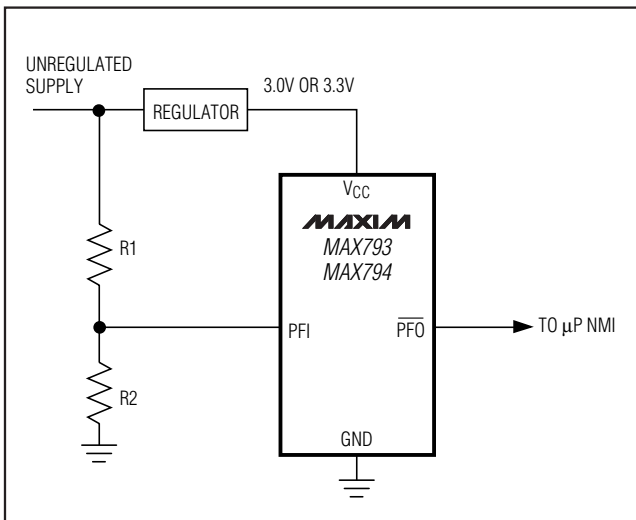 UNREGULATED
SUPPLY
REGULATOR
3.0V OR 3.3V
VCC
MAXIM
MAX793
MAX794
R1
PFI
P̅F̅O̅
TO µP NMI
R2
GND